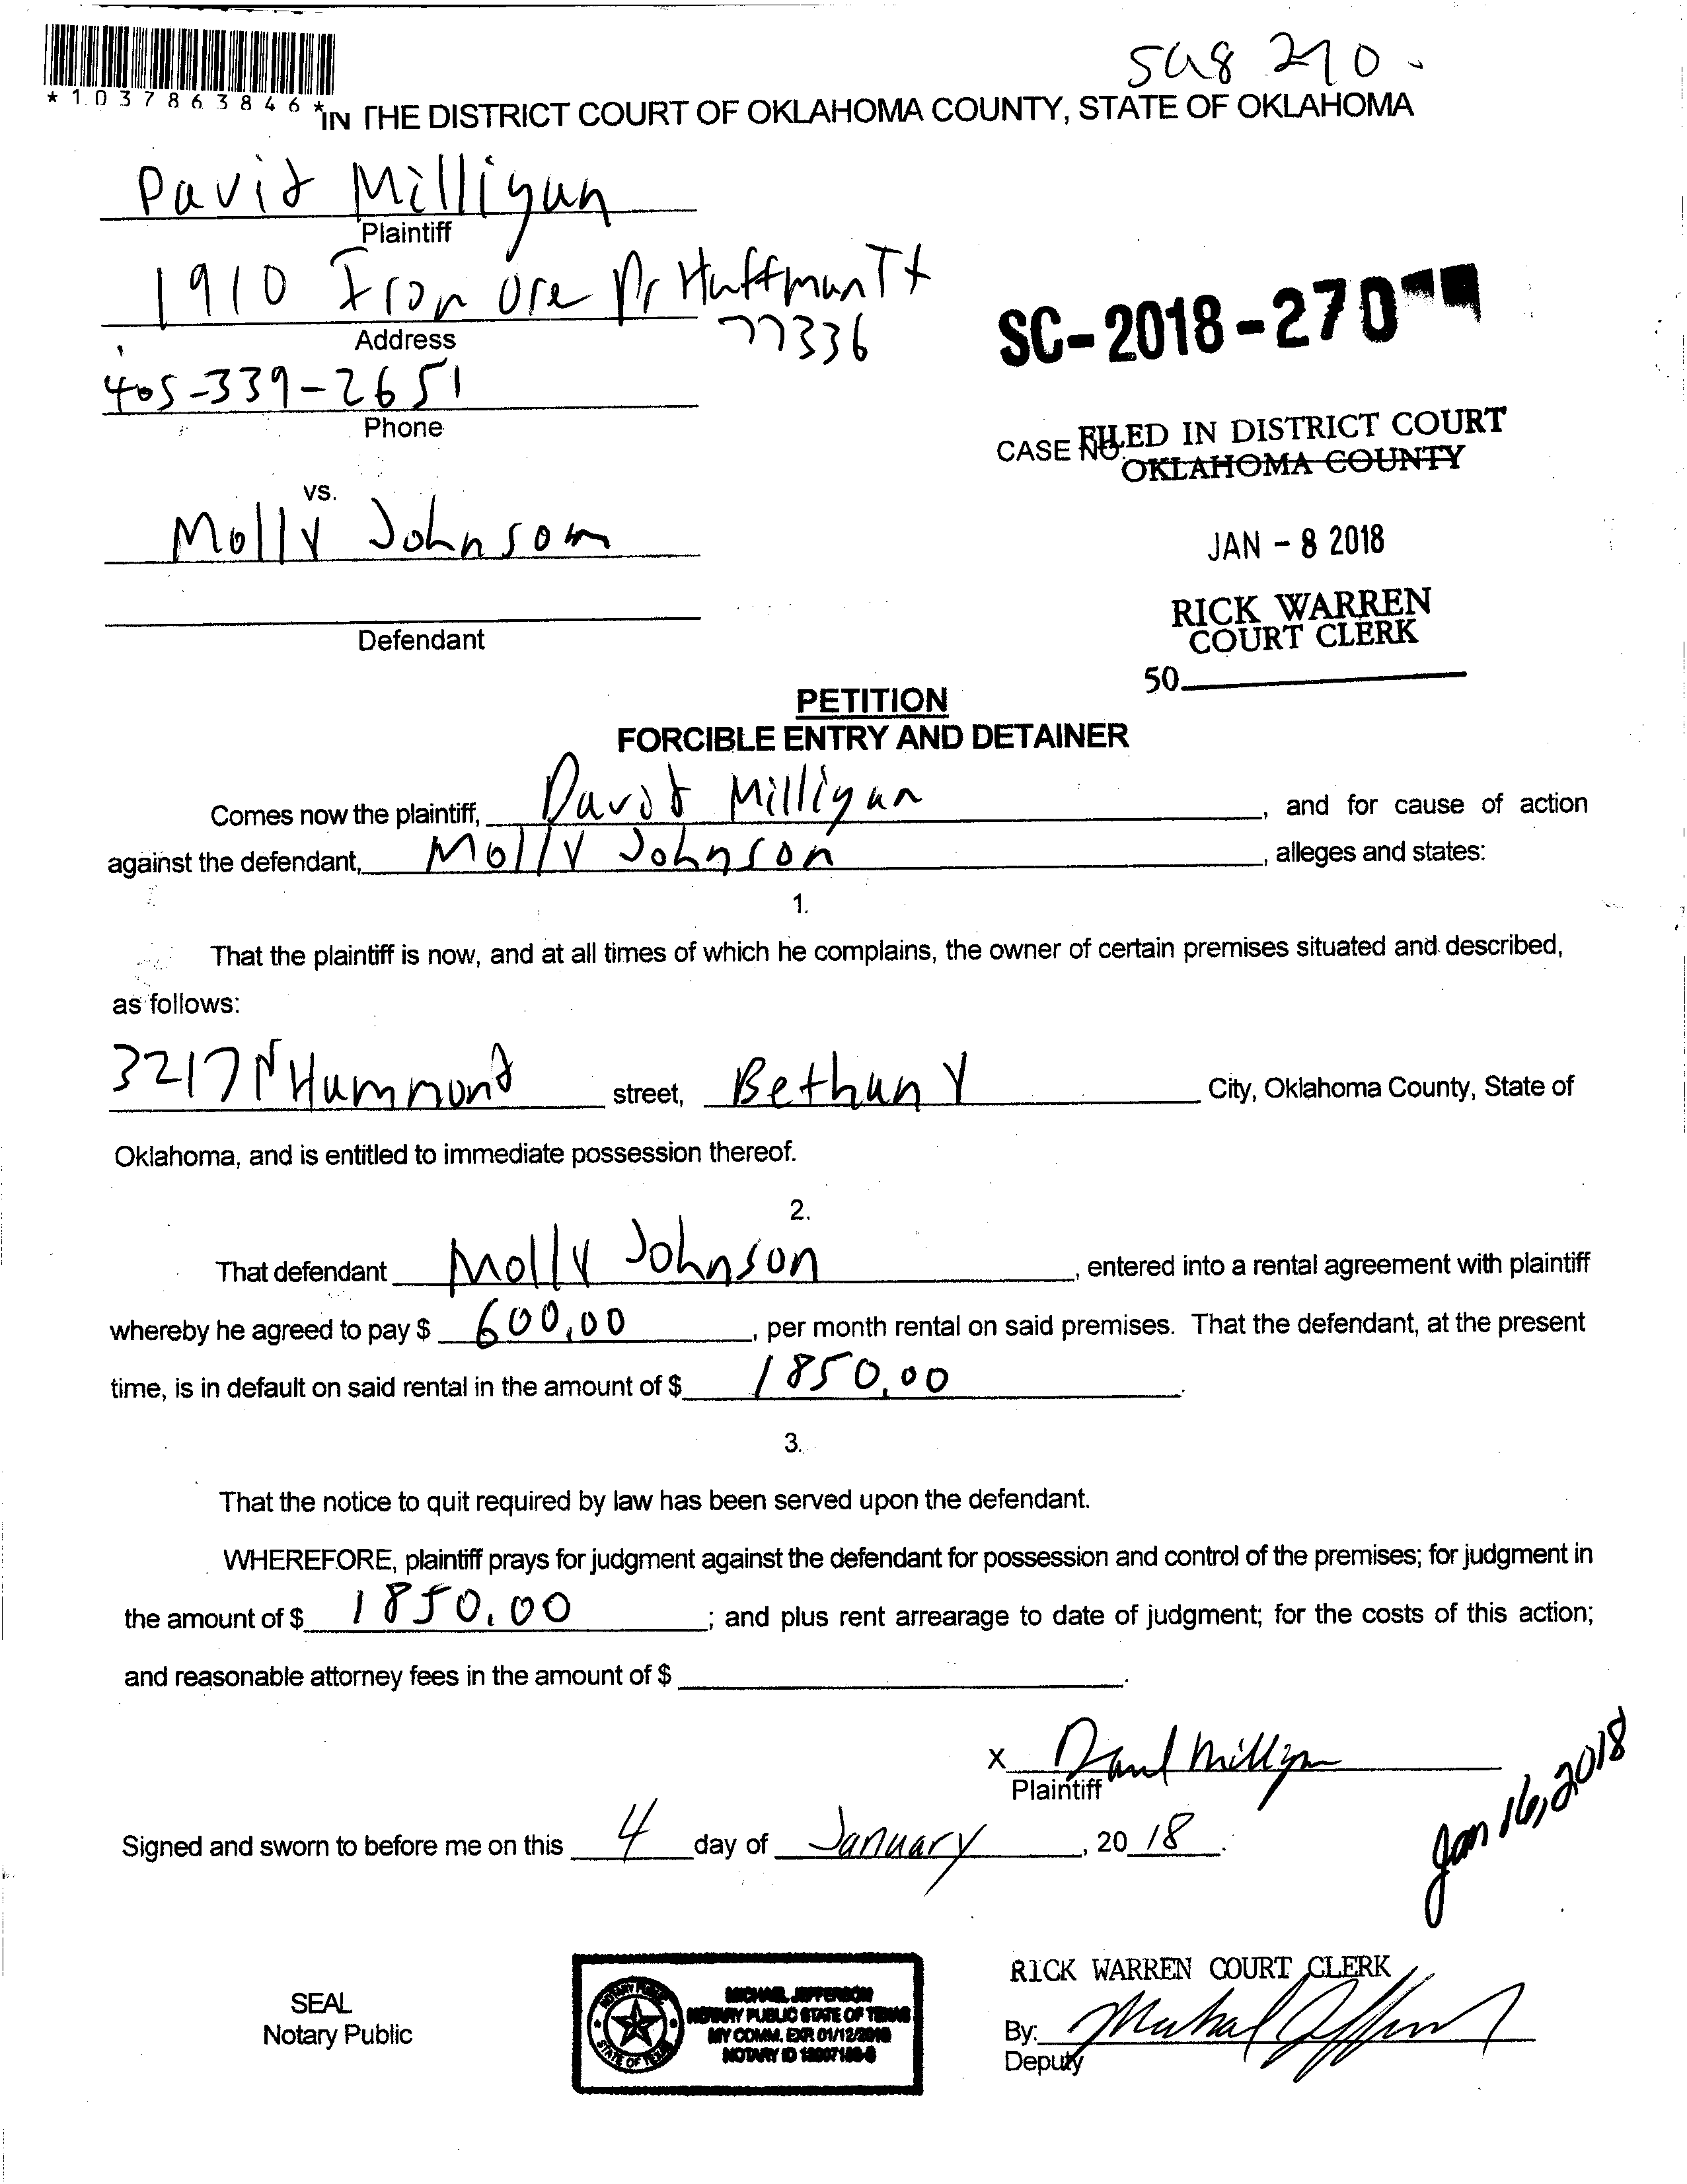 *1037863846*
IN THE DISTRICT COURT OF OKLAHOMA COUNTY, STATE OF OKLAHOMA
David Milligan
Plaintiff
1910 Iron Ore Dr Huffman Tx
77336
Address
SC-2018-270
405-339-2651
Phone
CASE NO.
FILED IN DISTRICT COURT
OKLAHOMA COUNTY
vs.
Molly Johnson
JAN - 8 2018
RICK WARREN
COURT CLERK
Defendant
50
PETITION
FORCIBLE ENTRY AND DETAINER
Comes now the plaintiff, David Milligan, and for cause of action
against the defendant, Molly Johnson, alleges and states:
1.
That the plaintiff is now, and at all times of which he complains, the owner of certain premises situated and described,
as follows:
3217 N Hammond street, Bethany City, Oklahoma County, State of
Oklahoma, and is entitled to immediate possession thereof.
2.
That defendant Molly Johnson, entered into a rental agreement with plaintiff
whereby he agreed to pay $ 600.00, per month rental on said premises. That the defendant, at the present
time, is in default on said rental in the amount of $ 1850.00.
3.
That the notice to quit required by law has been served upon the defendant.
WHEREFORE, plaintiff prays for judgment against the defendant for possession and control of the premises; for judgment in
the amount of $ 1850.00; and plus rent arrearage to date of judgment; for the costs of this action;
and reasonable attorney fees in the amount of $ .
X David Milligan
Plaintiff
Jan 16, 2018
Signed and sworn to before me on this 4 day of January, 20 18.
RICK WARREN COURT CLERK
SEAL
Notary Public
NOTARY PUBLIC
STATE OF TEXAS
MICHAEL JEFFERSON
NOTARY PUBLIC STATE OF TEXAS
MY COMM. EXP. 01/12/
NOTARY ID
By: Michael Jefferson
Deputy